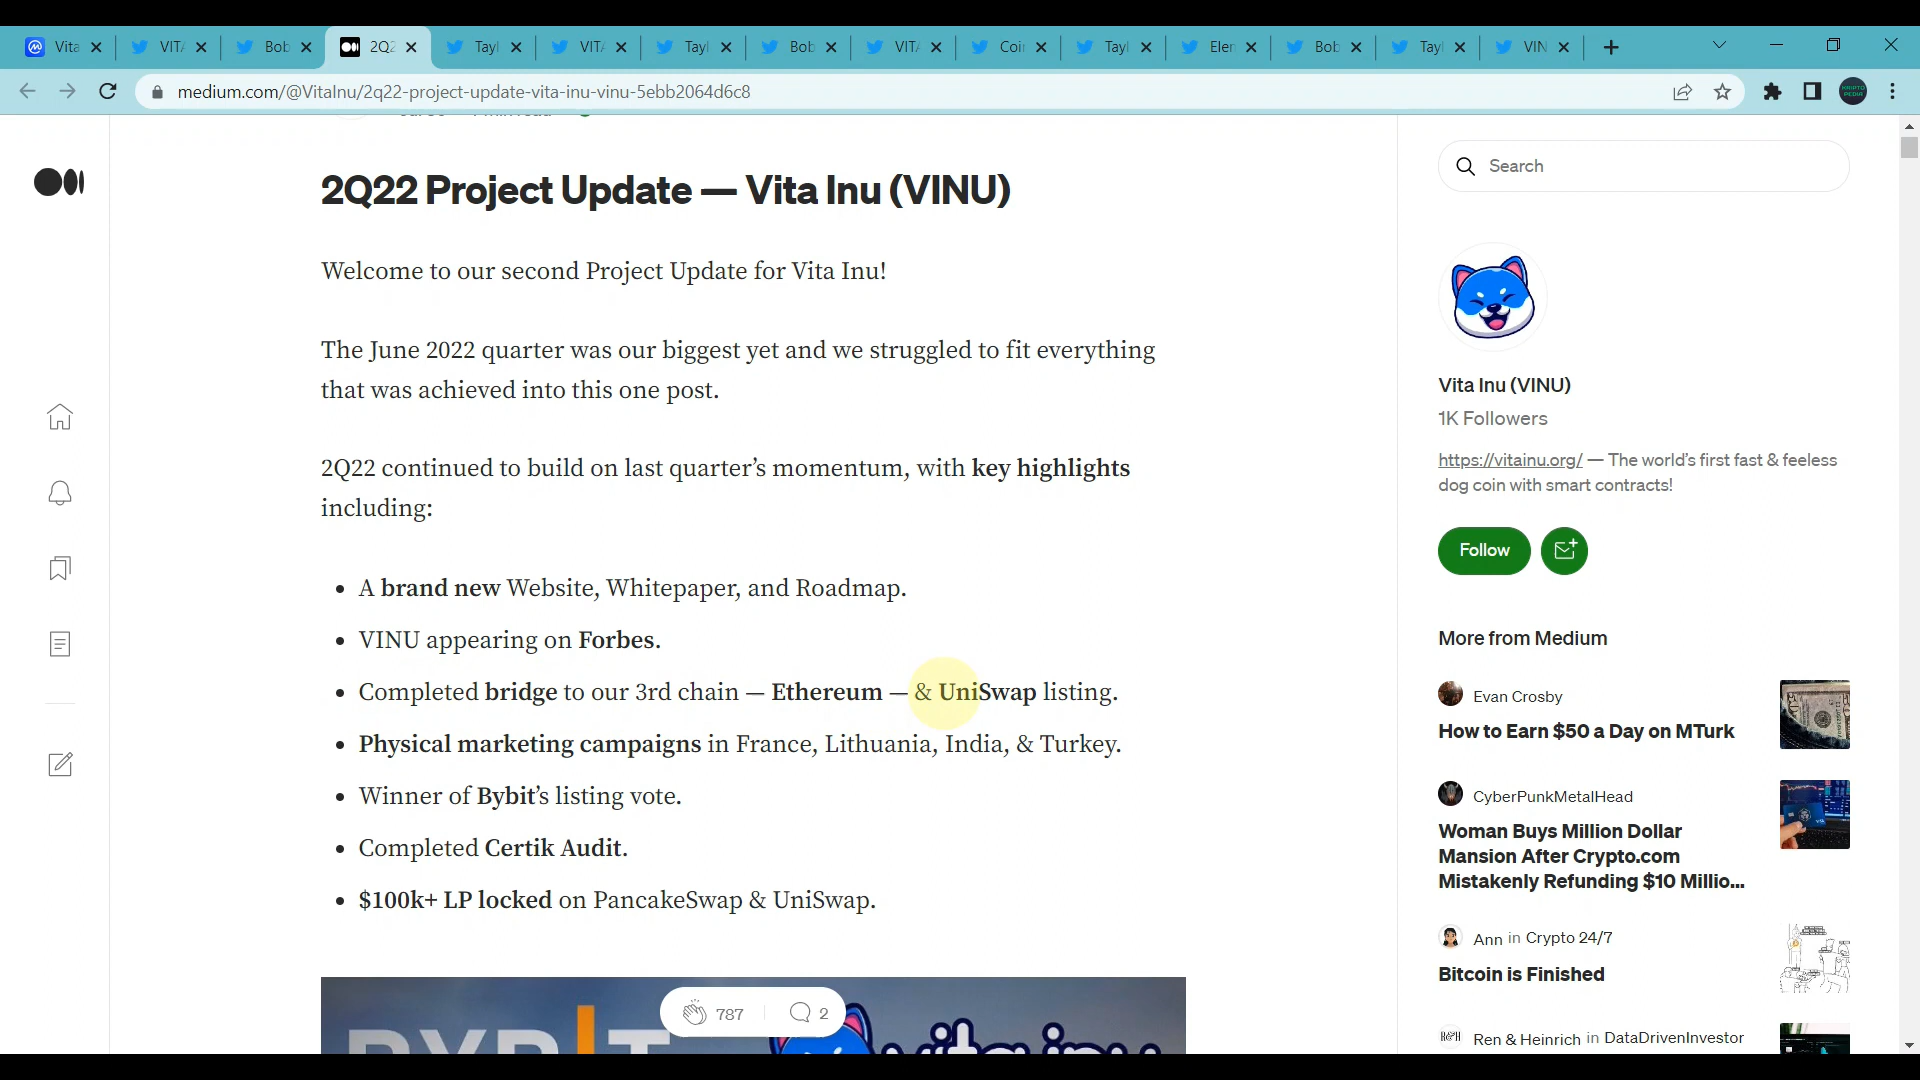 Vita
VITA
Bob
2Q2
Tayl
VITA
Tayl
Bob
VITA
Coin
Tayl
Elen
Bob
Tayl
VIN
medium.com/@VitaInu/2q22-project-update-vita-inu-vinu-5ebb2064d6c8
2Q22 Project Update — Vita Inu (VINU)
Welcome to our second Project Update for Vita Inu!
The June 2022 quarter was our biggest yet and we struggled to fit everything
that was achieved into this one post.
2Q22 continued to build on last quarter’s momentum, with key highlights
including:
• A brand new Website, Whitepaper, and Roadmap.
• VINU appearing on Forbes.
• Completed bridge to our 3rd chain — Ethereum — & UniSwap listing.
• Physical marketing campaigns in France, Lithuania, India, & Turkey.
• Winner of Bybit’s listing vote.
• Completed Certik Audit.
• $100k+ LP locked on PancakeSwap & UniSwap.
BYBIT
vita inu
787
2
Search
Vita Inu (VINU)
1K Followers
https://vitainu.org/ — The world’s first fast & feeless
dog coin with smart contracts!
Follow
More from Medium
Evan Crosby
How to Earn $50 a Day on MTurk
CyberPunkMetalHead
Woman Buys Million Dollar
Mansion After Crypto.com
Mistakenly Refunding $10 Millio...
Ann in Crypto 24/7
Bitcoin is Finished
Ren & Heinrich in DataDrivenInvestor